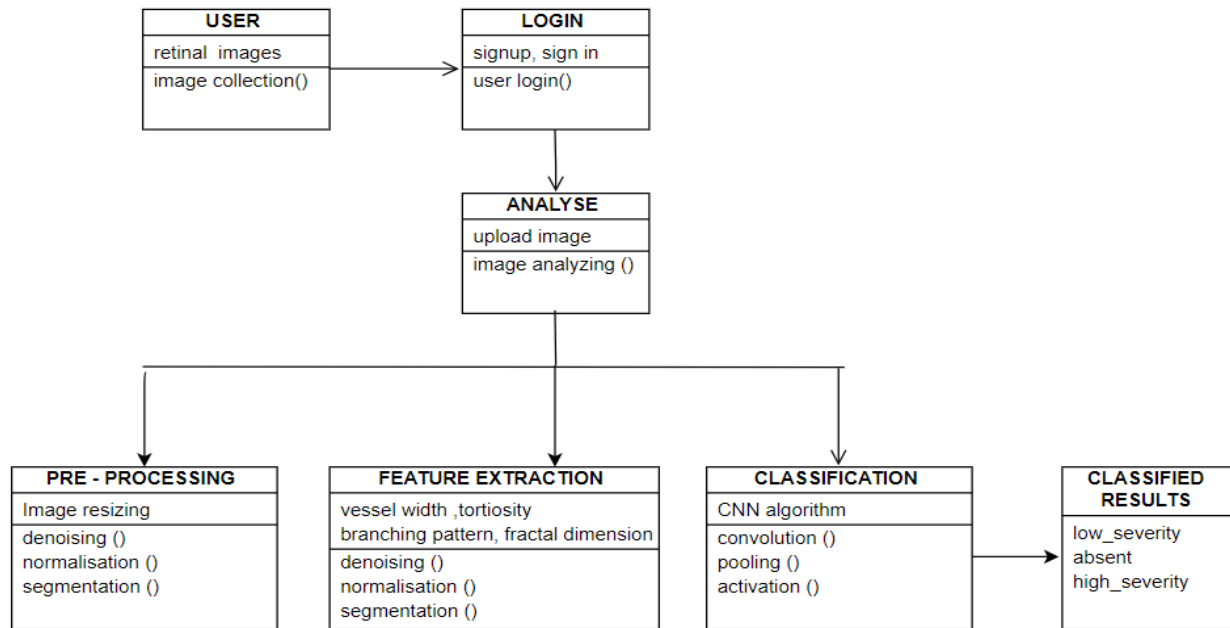 USER
retinal images
image collection()
LOGIN
signup, sign in
user login()
ANALYSE
upload image
image analyzing ()
PRE - PROCESSING
Image resizing
denoising ()
normalisation ()
segmentation ()
FEATURE EXTRACTION
vessel width ,tortiosity
branching pattern, fractal dimension
denoising ()
normalisation ()
segmentation ()
CLASSIFICATION
CNN algorithm
convolution ()
pooling ()
activation ()
CLASSIFIED
RESULTS
low_severity
absent
high_severity